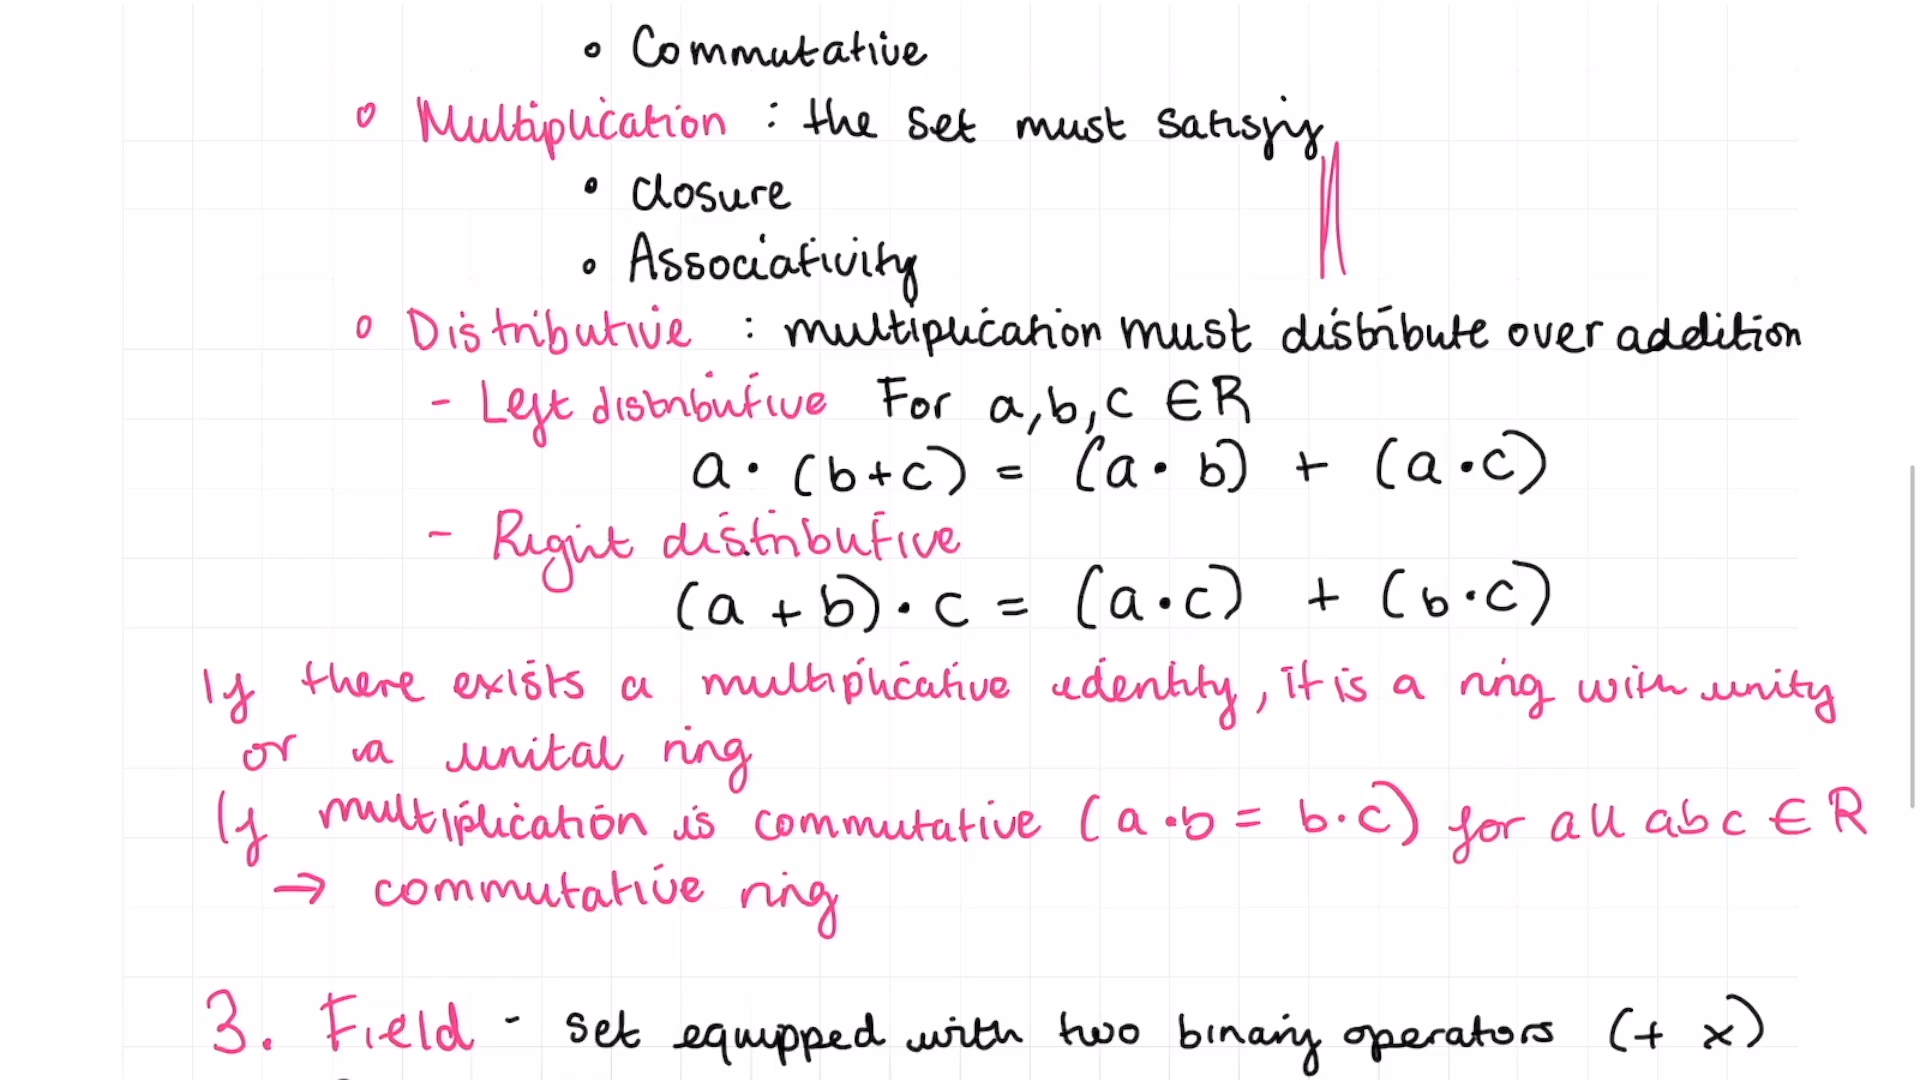 • Commutative
• Multiplication : the set must satisfy
• Closure
• Associativity
• Distributive : multiplication must distribute over addition
- Left distributive For a,b,c ∈ R
a · (b+c) = (a · b) + (a · c)
- Right distributive
(a + b) · c = (a · c) + (b · c)
If there exists a multiplicative identity, it is a ring with unity
or a unital ring
If multiplication is commutative (a · b = b · c) for all abc ∈ R
→ commutative ring
3. Field - set equipped with two binary operators (+ x)